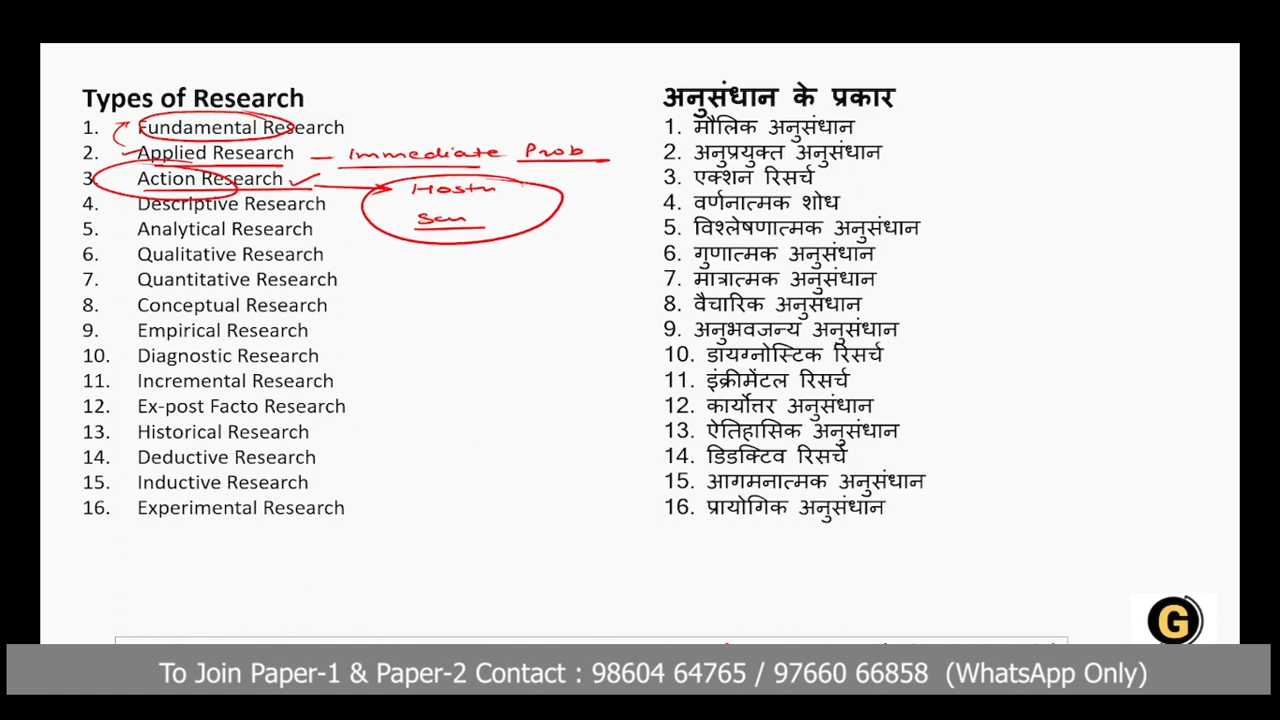 Types of Research
1. Fundamental Research
2. Applied Research — Immediate Prob
3 Action Research
4. Descriptive Research
5. Analytical Research
6. Qualitative Research
7. Quantitative Research
8. Conceptual Research
9. Empirical Research
10. Diagnostic Research
11. Incremental Research
12. Ex-post Facto Research
13. Historical Research
14. Deductive Research
15. Inductive Research
16. Experimental Research
अनुसंधान के प्रकार
1. मौलिक अनुसंधान
2. अनुप्रयुक्त अनुसंधान
3. एक्शन रिसर्च
4. वर्णनात्मक शोध
5. विश्लेषणात्मक अनुसंधान
6. गुणात्मक अनुसंधान
7. मात्रात्मक अनुसंधान
8. वैचारिक अनुसंधान
9. अनुभवजन्य अनुसंधान
10. डायग्नोस्टिक रिसर्च
11. इंक्रीमेंटल रिसर्च
12. कार्योत्तर अनुसंधान
13. ऐतिहासिक अनुसंधान
14. डिडक्टिव रिसर्च
15. आगमनात्मक अनुसंधान
16. प्रायोगिक अनुसंधान
G
To Join Paper-1 & Paper-2 Contact : 98604 64765 / 97660 66858 (WhatsApp Only)